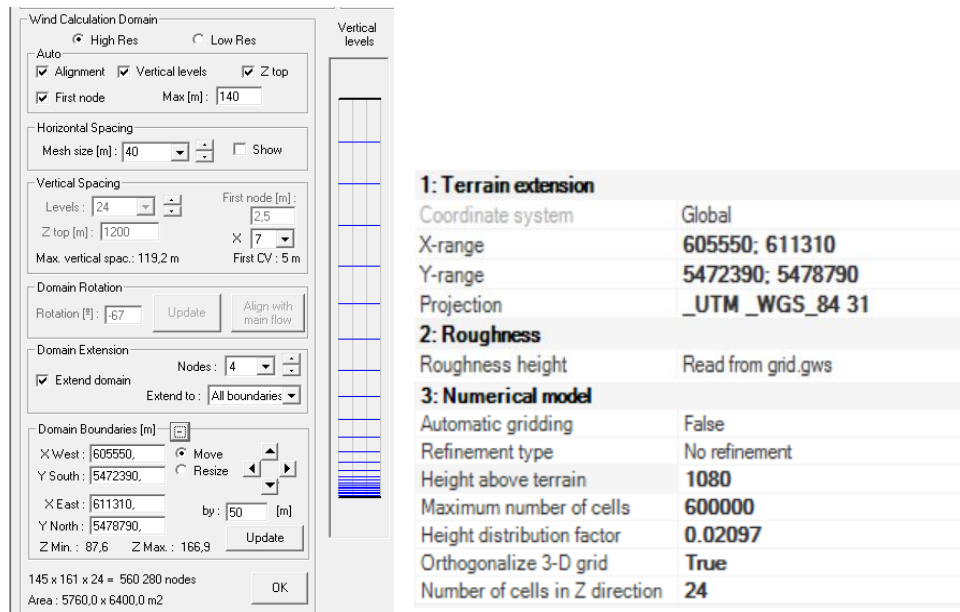 Wind Calculation Domain
High Res Low Res
Auto
Alignment Vertical levels Z top
First node Max [m] : 140
Horizontal Spacing
Mesh size [m] : 40 Show
Vertical Spacing
Levels : 24 First node [m] :
2,5
Z top [m] : 1200 X 7
Max. vertical spac.: 119,2 m First CV : 5 m
Domain Rotation
Rotation [º] : -67 Update Align with
main flow
Domain Extension
Nodes : 4
Extend domain
Extend to : All boundaries
Domain Boundaries [m]
X West : 605550, Move
Y South : 5472390, Resize
X East : 611310, by : 50 [m]
Y North : 5478790,
Z Min. : 87,6 Z Max. : 166,9 Update
145 x 161 x 24 = 560 280 nodes
Area : 5760,0 x 6400,0 m2
OK
Vertical
levels
1: Terrain extension
Coordinate system Global
X-range 605550; 611310
Y-range 5472390; 5478790
Projection _UTM _WGS_84 31
2: Roughness
Roughness height Read from grid.gws
3: Numerical model
Automatic gridding False
Refinement type No refinement
Height above terrain 1080
Maximum number of cells 600000
Height distribution factor 0.02097
Orthogonalize 3-D grid True
Number of cells in Z direction 24